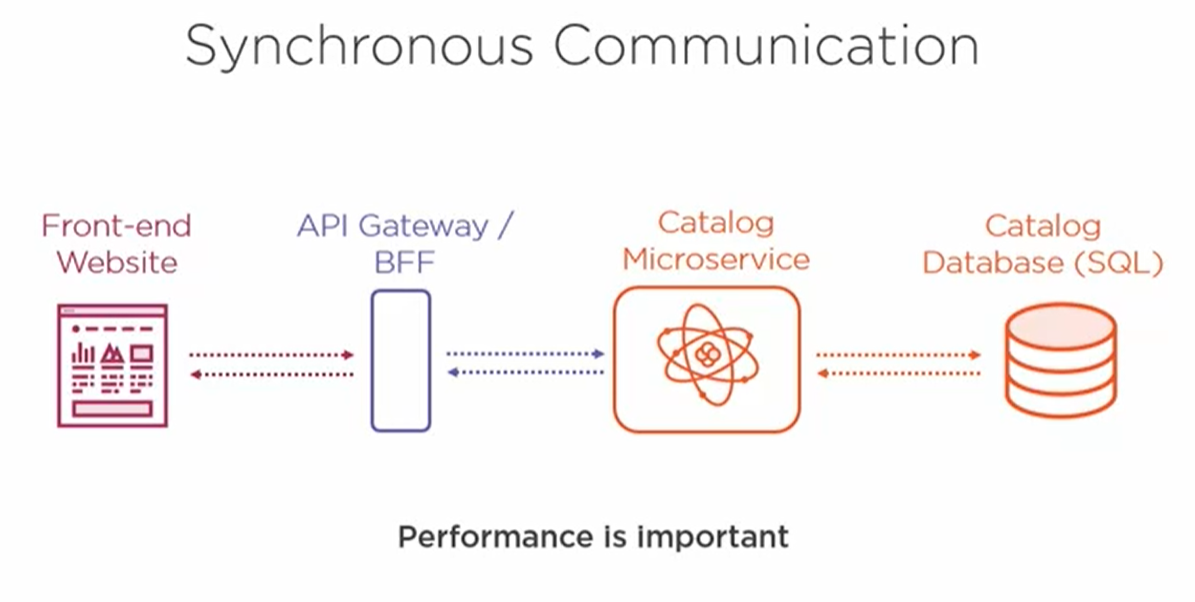 Synchronous Communication
Front-end
Website
API Gateway /
BFF
Catalog
Microservice
Catalog
Database (SQL)
Performance is important